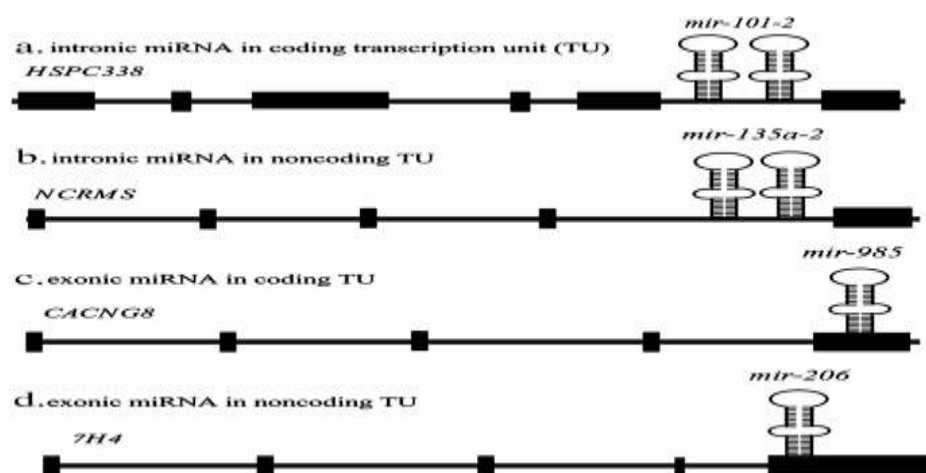 mir-101-2
a. intronic miRNA in coding transcription unit (TU)
HSPC338
mir-135a-2
b. intronic miRNA in noncoding TU
NCRMS
mir-985
c. exonic miRNA in coding TU
CACNG8
mir-206
d. exonic miRNA in noncoding TU
7H4